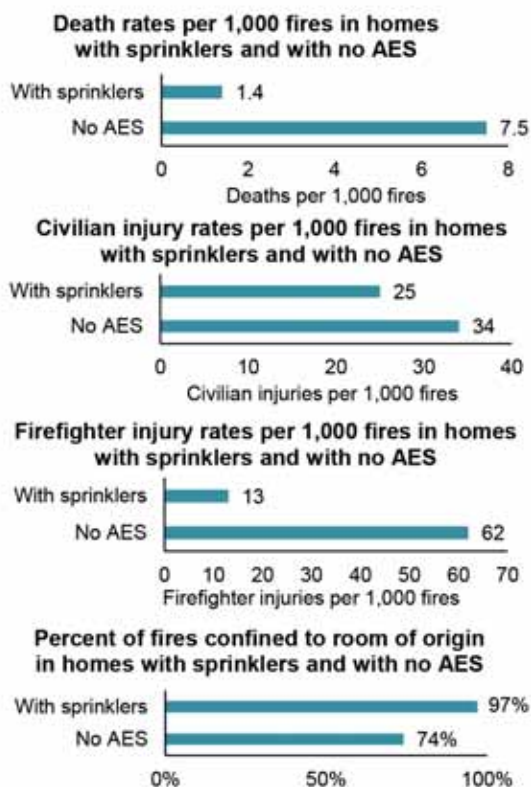 Death rates per 1,000 fires in homes
with sprinklers and with no AES
With sprinklers 1.4
No AES 7.5
0 2 4 6 8
Deaths per 1,000 fires
Civilian injury rates per 1,000 fires in homes
with sprinklers and with no AES
With sprinklers 25
No AES 34
0 10 20 30 40
Civilian injuries per 1,000 fires
Firefighter injury rates per 1,000 fires in homes
with sprinklers and with no AES
With sprinklers 13
No AES 62
0 10 20 30 40 50 60 70
Firefighter injuries per 1,000 fires
Percent of fires confined to room of origin
in homes with sprinklers and with no AES
With sprinklers 97%
No AES 74%
0% 50% 100%